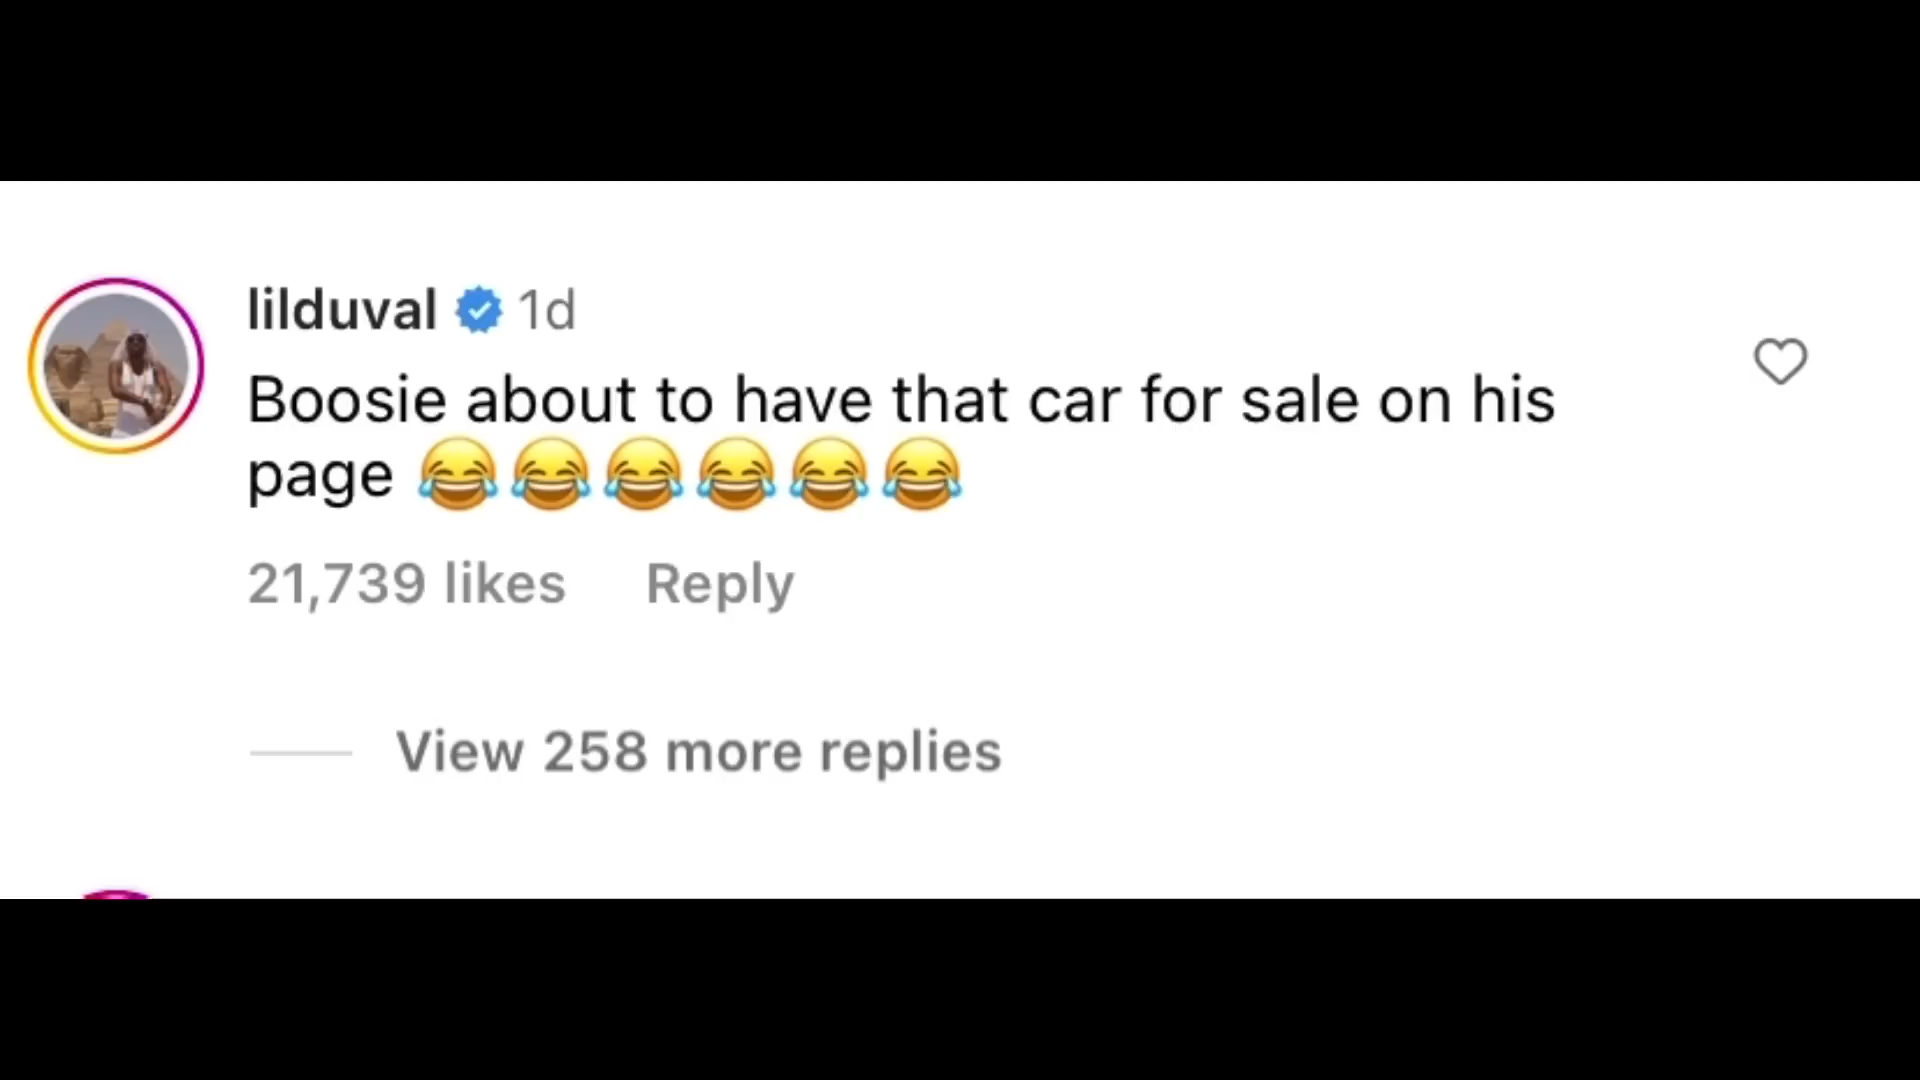 lilduval 1d
Boosie about to have that car for sale on his
page 😂😂😂😂😂😂
21,739 likes Reply
View 258 more replies